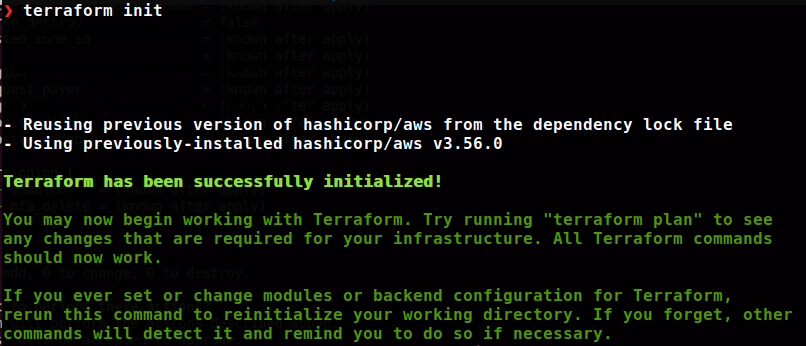 ❯ terraform init
- Reusing previous version of hashicorp/aws from the dependency lock file
- Using previously-installed hashicorp/aws v3.56.0
Terraform has been successfully initialized!
You may now begin working with Terraform. Try running "terraform plan" to see
any changes that are required for your infrastructure. All Terraform commands
should now work.
If you ever set or change modules or backend configuration for Terraform,
rerun this command to reinitialize your working directory. If you forget, other
commands will detect it and remind you to do so if necessary.